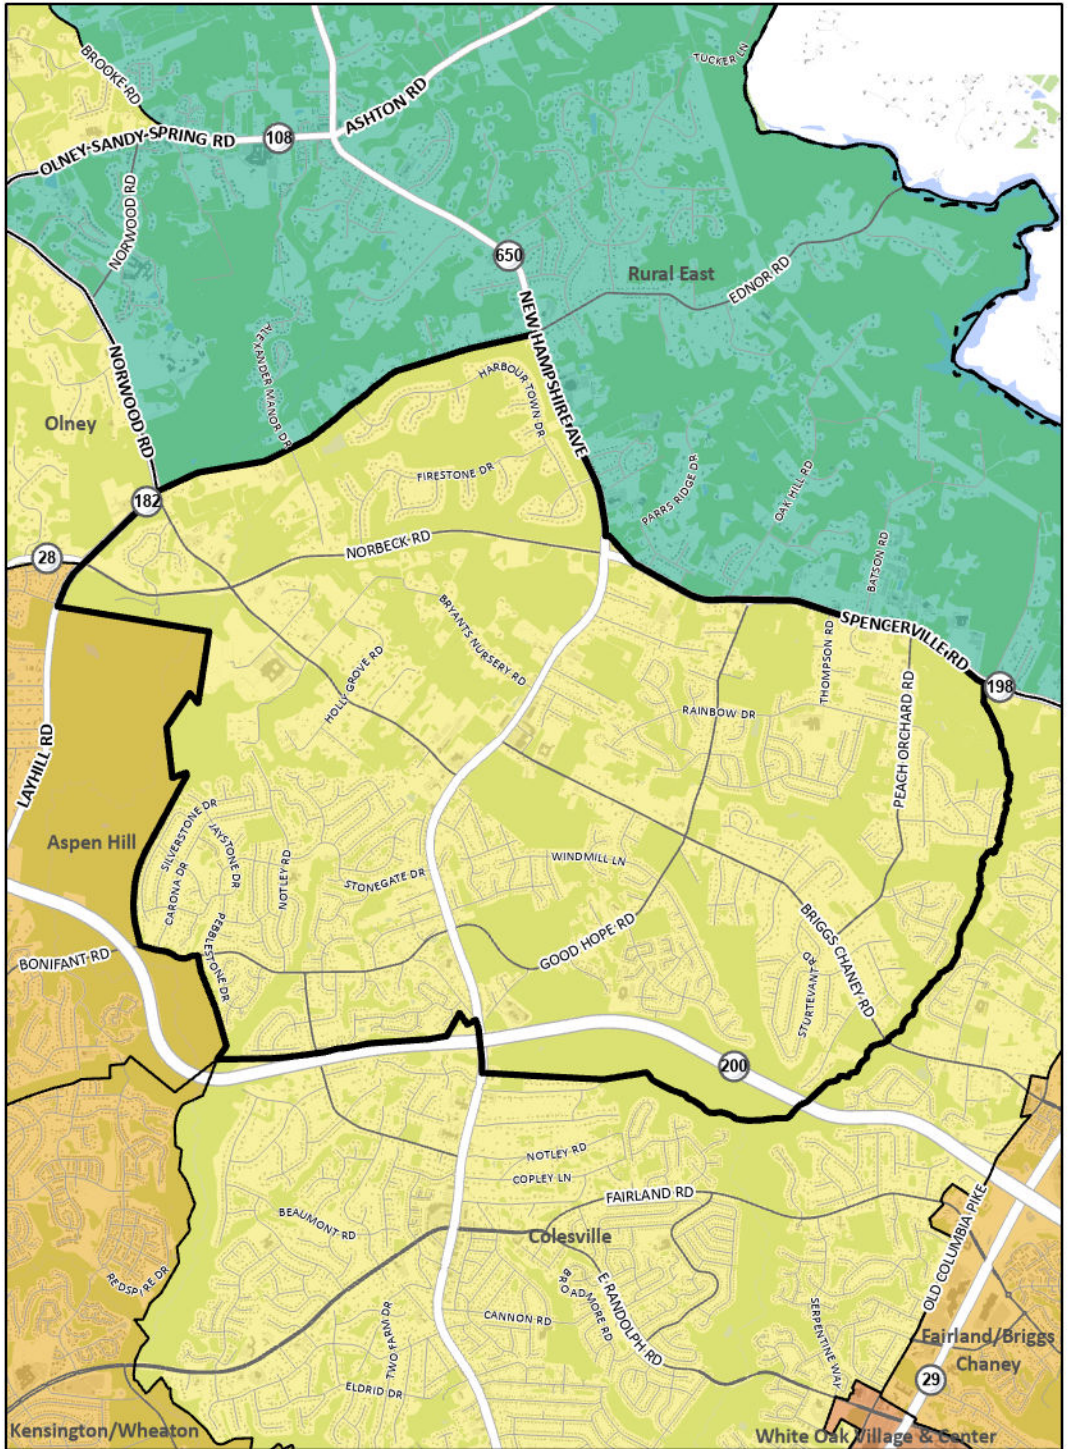 TUCKER LN
BROOKE RD
ASHTON RD
108
OLNEY-SANDY-SPRING RD
NORWOOD RD
650
Rural East
EDNOR RD
NEW HAMPSHIRE AVE
ALEXANDER MANOR DR
HARBOUR TOWN DR
NORWOOD RD
Olney
FIRESTONE DR
PARRS RIDGE DR
OAK HILL RD
182
NORBECK RD
28
BATSON RD
BRYANTS NURSERY RD
SPENCERVILLE RD
THOMPSON RD
HOLLY GROVE RD
198
RAINBOW DR
PEACH ORCHARD RD
LAYHILL RD
SILVERSTONE DR
Aspen Hill
JAYSTONE DR
WINDMILL LN
CARONA DR
NOTLEY RD
STONEGATE DR
PEBBLESTONE DR
GOOD HOPE RD
BRIGGS CHANEY RD
BONIFANT RD
STURTEVANT RD
200
NOTLEY RD
COPLEY LN
FAIRLAND RD
OLD COLUMBIA PIKE
BEAUMONT RD
Colesville
REDSPIRE DR
BROADMORE RD
E RANDOLPH RD
CANNON RD
TWO FARM DR
SERPENTINE WAY
Fairland/Briggs
Chaney
29
ELDRID DR
Kensington/Wheaton
White Oak Village & Center